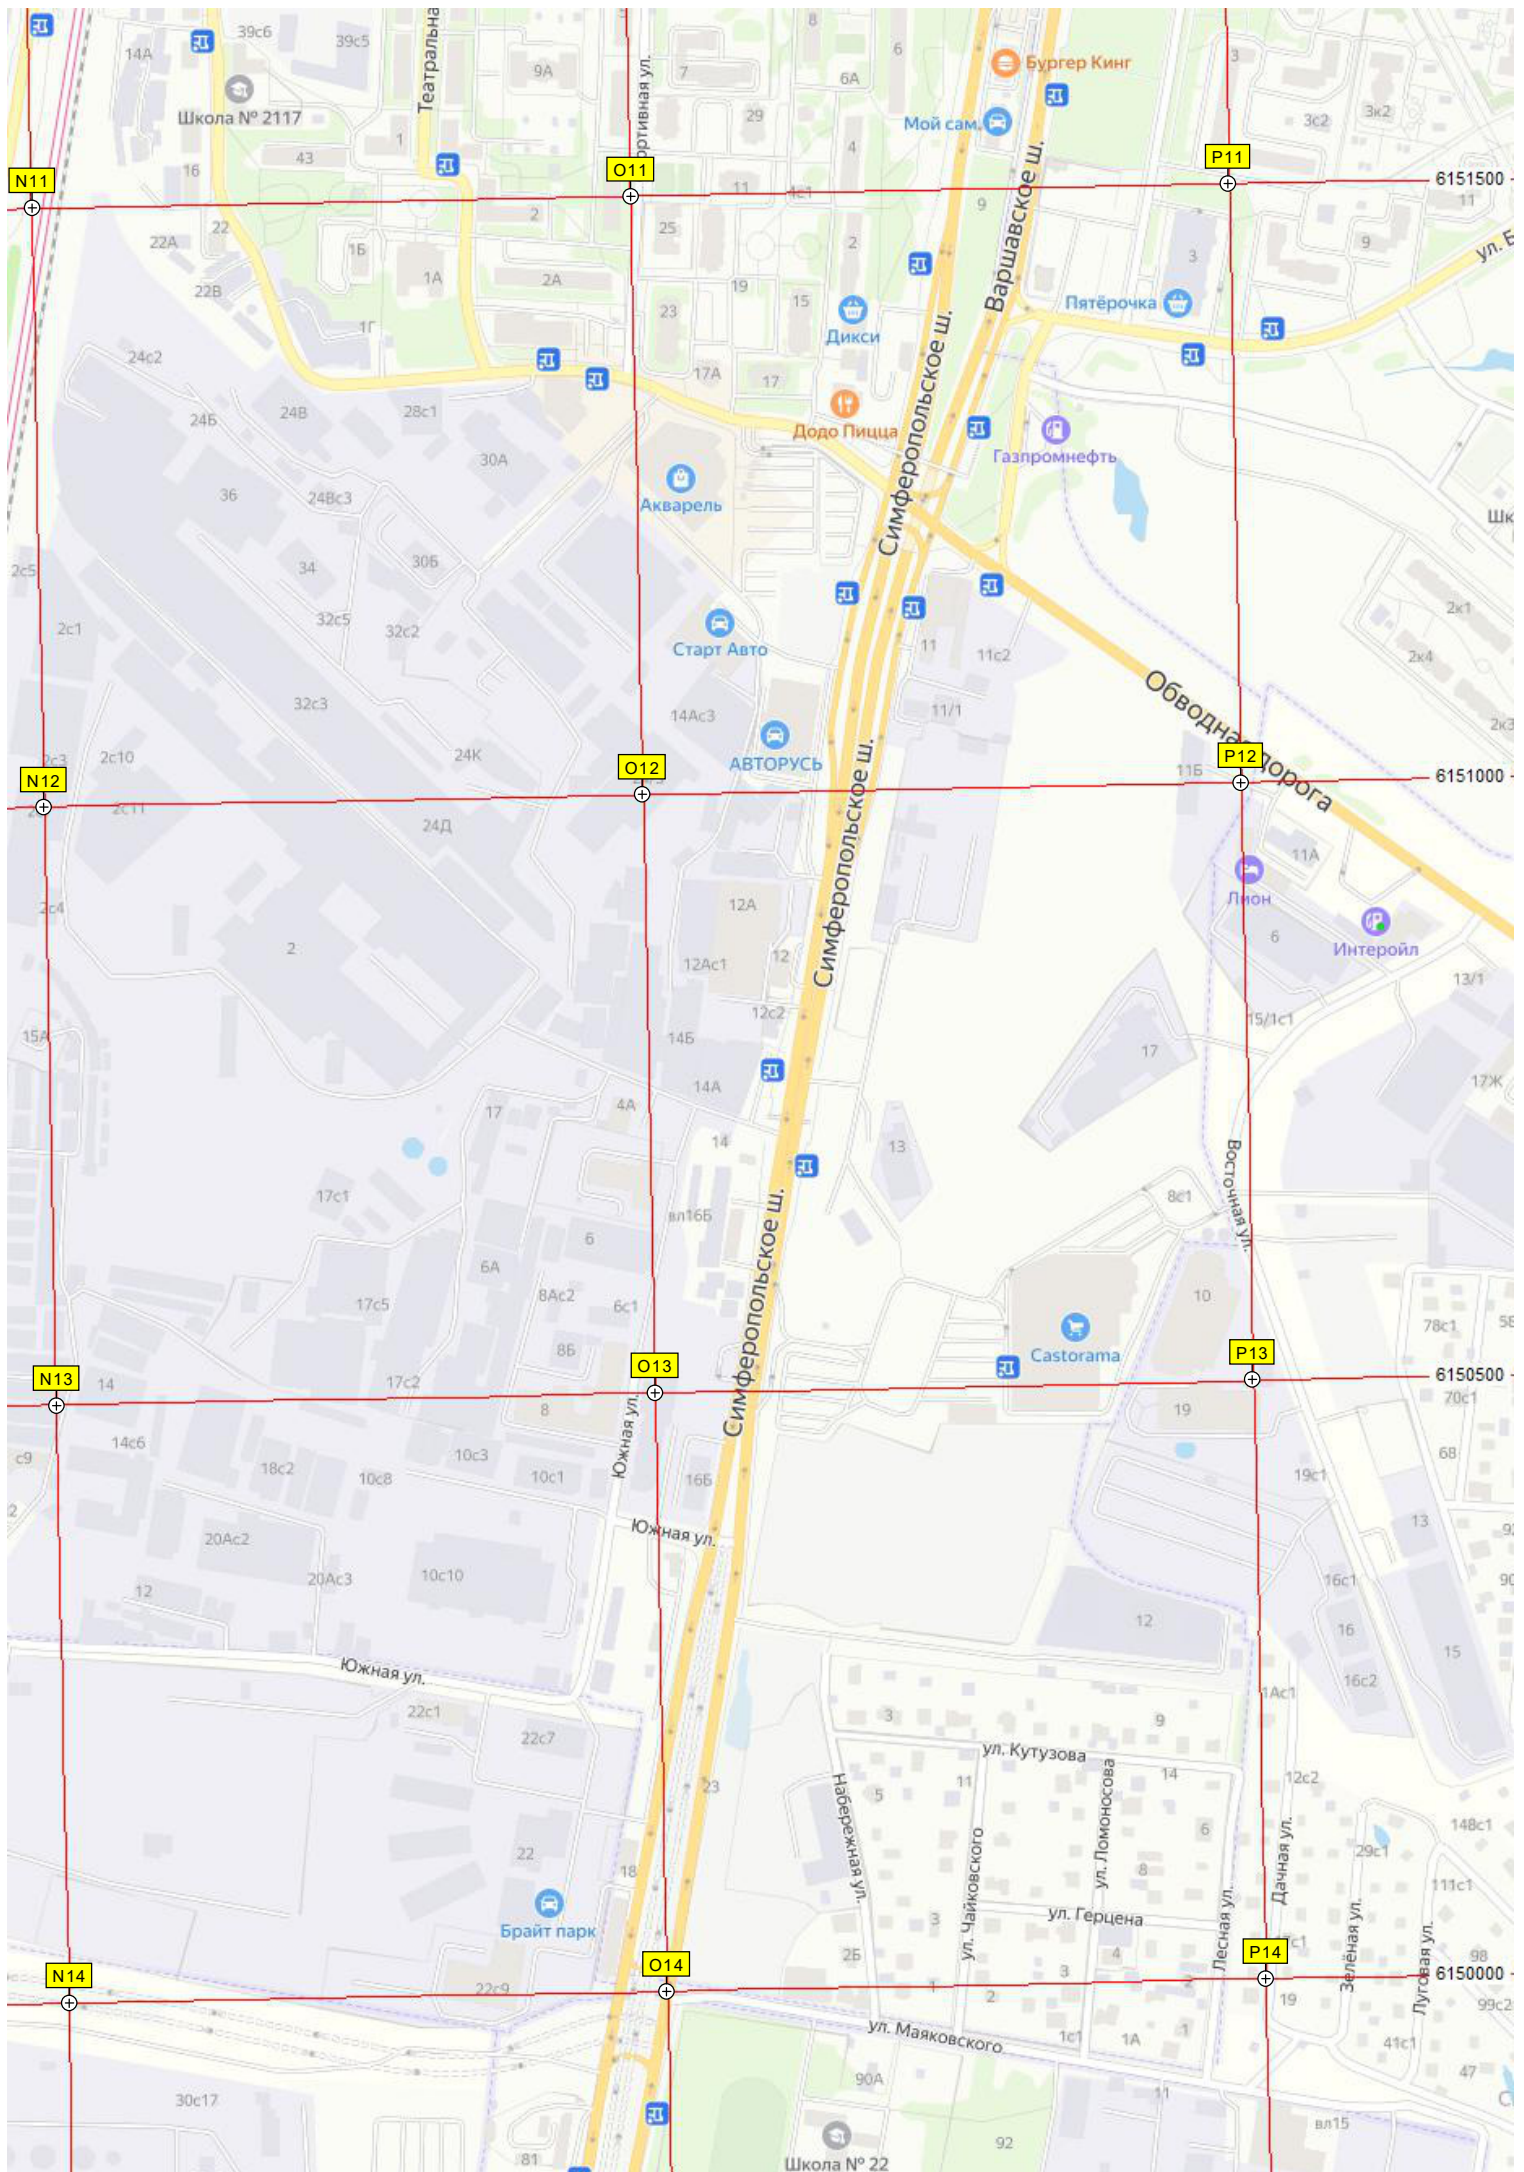 14А
39с6
39с5
Театральна
9А
ортивная ул.
7
8
6
6А
Бургер Кинг
3
3с2
3к2
Школа № 2117
29
Мой сам.
1
43
4
16
N11
O11
P11
6151500
11
4с1
2
9
11
22
22А
1Б
1А
2А
25
2
Варшавское ш.
3
9
ул. Б
22В
19
15
23
1Г
Дикси
Пятёрочка
24с2
17А
17
Симферопольское ш.
24Б
24В
28с1
Додо Пицца
Газпромнефть
30А
36
24Вс3
Акварель
Шк
34
30Б
2с5
2с1
32с5
32с2
Старт Авто
11
11с2
2к1
2к4
Обводная дорога
32с3
14Ас3
11/1
2к3
2с3
2с10
24К
АВТОРУСЬ
11Б
N12
O12
P12
6151000
2с11
24Д
Симферопольское ш.
11А
Лион
2с4
12А
6
Интеройл
2
12
12Ас1
13/1
12с2
15/1с1
15А
14Б
17
17Ж
14А
17
4А
14
13
Восточная ул.
17с1
вл16Б
8с1
6
6А
Симферопольское ш.
8Ас2
6с1
10
17с5
78с1
58
8Б
Castorama
N13
O13
P13
6150500
14
17с2
8
19
70с1
Южная ул.
14с6
с9
18с2
10с8
10с3
10с1
16Б
19с1
68
2
Южная ул.
13
92
20Ас2
12
20Ас3
10с10
16с1
90
12
16
15
Южная ул.
16с2
1Ас1
22с1
22с7
3
9
ул. Кутузова
23
Набережная ул.
5
11
ул. Ломоносова
14
12с2
6
Дачная ул.
148с1
29с1
22
18
ул. Чайковского
8
111с1
Брайт парк
3
ул. Герцена
Лесная ул.
Зелёная ул.
Луговая ул.
2Б
4
98
N14
O14
P14
6150000
22с9
1
2
3
2
19
99с2
ул. Маяковского
1с1
1А
1
41с1
47
30с17
90А
11
вл15
81
92
Школа № 22